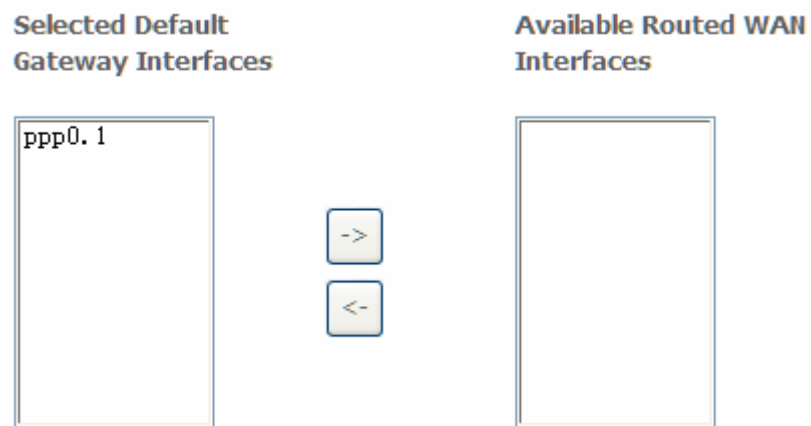 Selected Default
Gateway Interfaces
Available Routed WAN
Interfaces
ppp0.1
->
<-